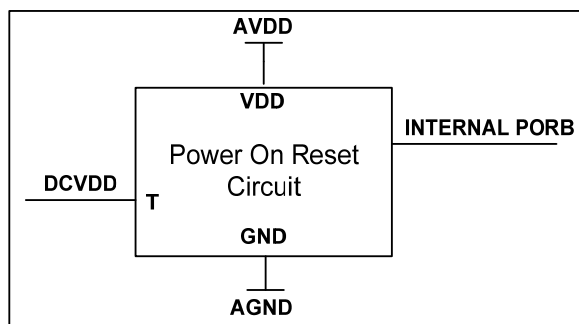 AVDD
VDD
INTERNAL PORB
Power On Reset
Circuit
DCVDD
T
GND
AGND